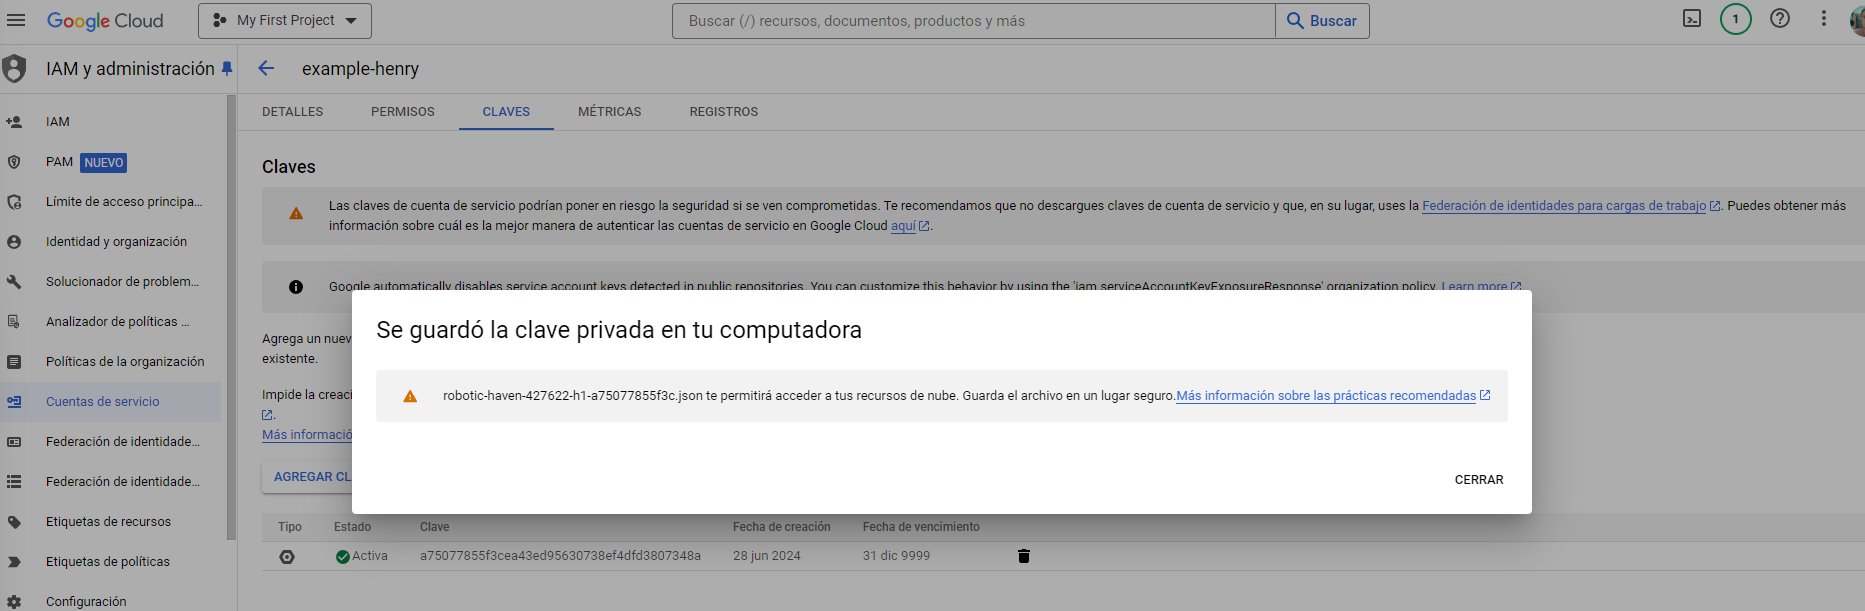 Google Cloud
My First Project
Buscar (/) recursos, documentos, productos y más
Buscar
1
IAM y administración
example-henry
IAM
PAM NUEVO
Límite de acceso principa...
Identidad y organización
Solucionador de problem...
Analizador de políticas ...
Políticas de la organización
Cuentas de servicio
Federación de identidade...
Federación de identidade...
Etiquetas de recursos
Etiquetas de políticas
Configuración
DETALLES PERMISOS CLAVES MÉTRICAS REGISTROS
Claves
Las claves de cuenta de servicio podrían poner en riesgo la seguridad si se ven comprometidas. Te recomendamos que no descargues claves de cuenta de servicio y que, en su lugar, uses la Federación de identidades para cargas de trabajo. Puedes obtener más
información sobre cuál es la mejor manera de autenticar las cuentas de servicio en Google Cloud aquí.
Google automatically disables service account keys detected in public repositories. You can customize this behavior by using the 'iam.serviceAccountKeyExposureResponse' organization policy. Learn more
Agrega un nuev
existente.
Impide la creaci
.
Más informació
AGREGAR CL
Se guardó la clave privada en tu computadora
robotic-haven-427622-h1-a75077855f3c.json te permitirá acceder a tus recursos de nube. Guarda el archivo en un lugar seguro.Más información sobre las prácticas recomendadas
CERRAR
Tipo Estado Clave Fecha de creación Fecha de vencimiento
Activa a75077855f3cea43ed95630738ef4dfd3807348a 28 jun 2024 31 dic 9999